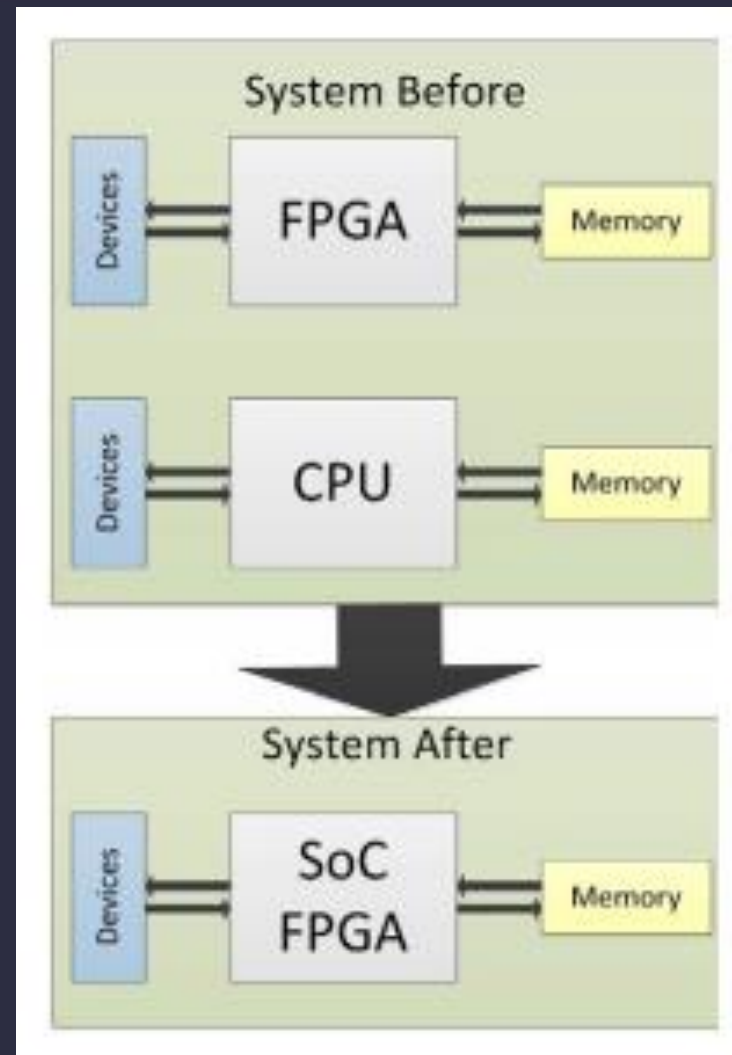 System Before
Devices
FPGA
Memory
Devices
CPU
Memory
System After
Devices
SoC
FPGA
Memory